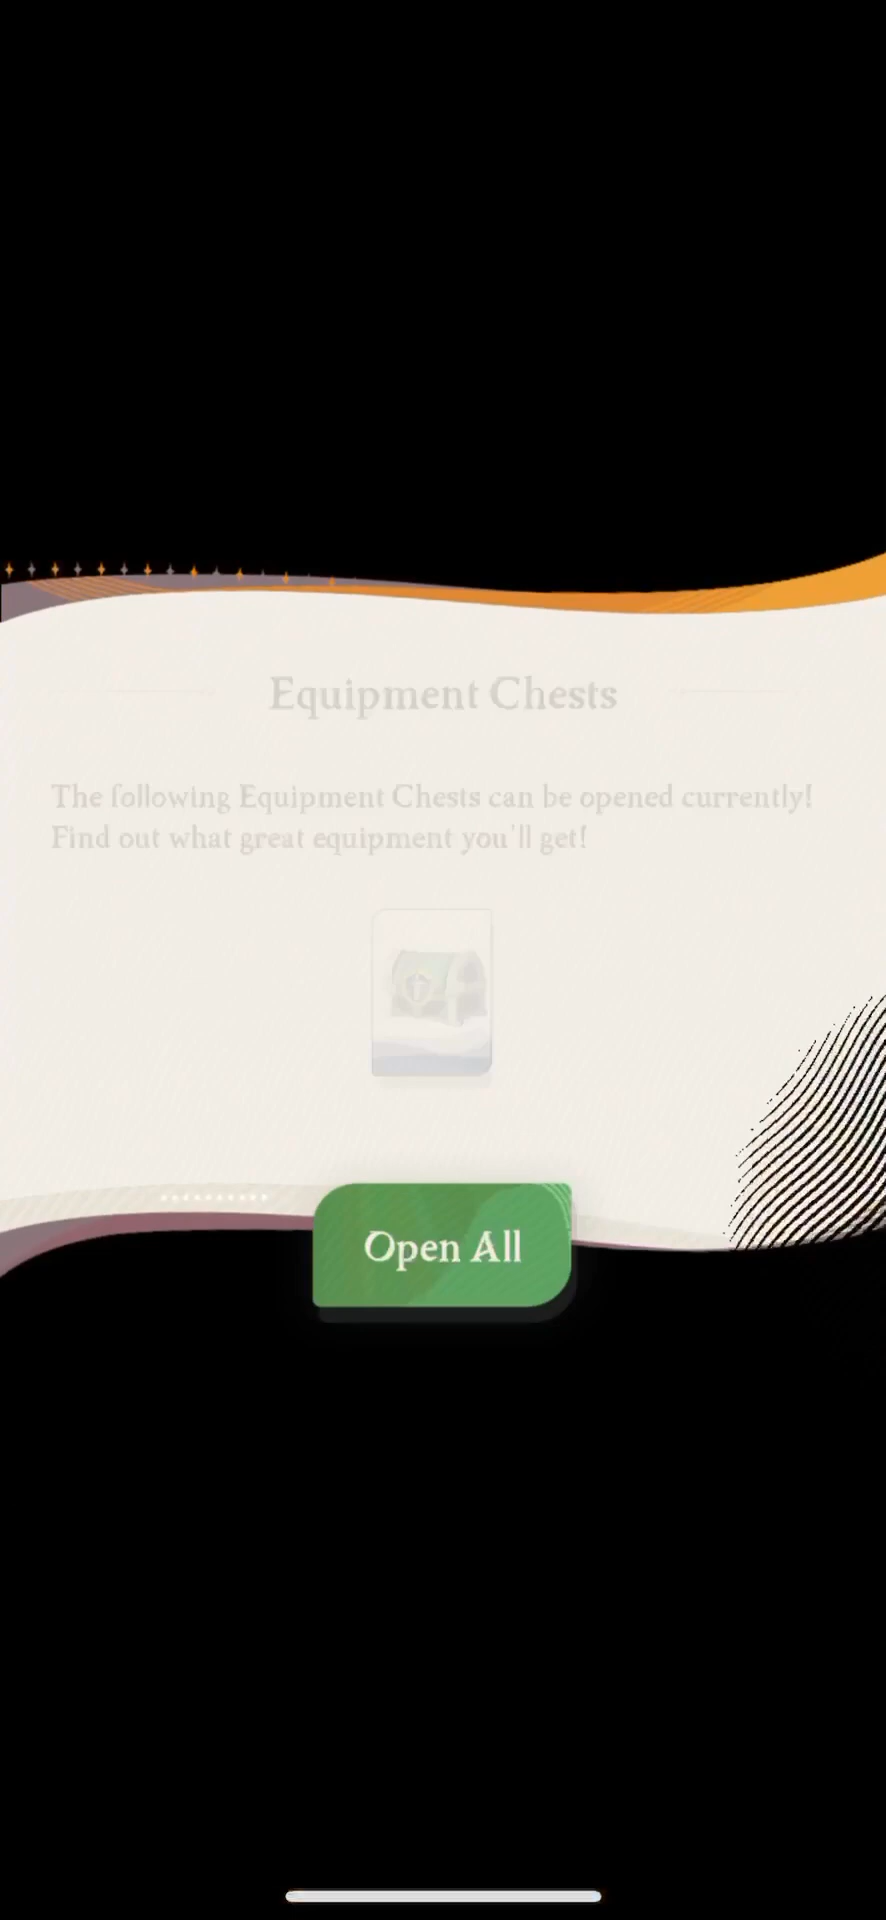 Equipment Chests
The following Equipment Chests can be opened currently!
Find out what great equipment you'll get!
Open All